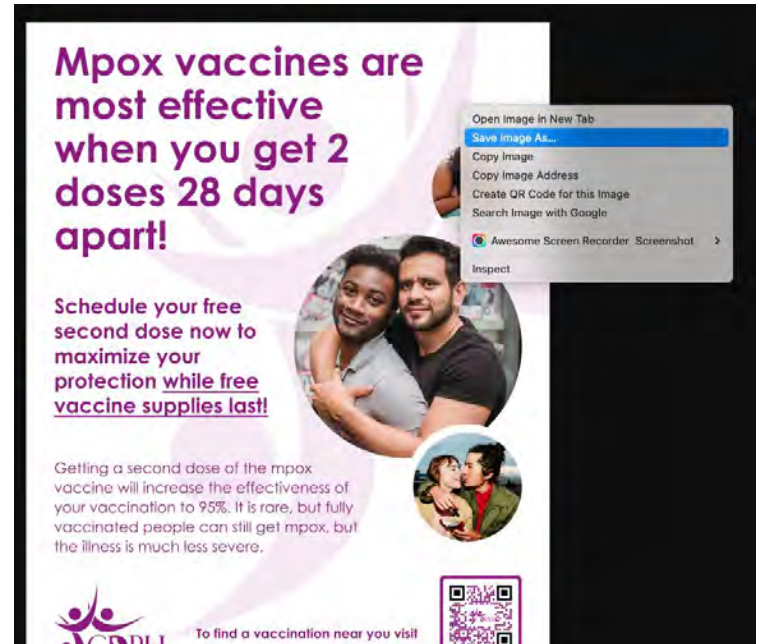 Mpox vaccines are
most effective
when you get 2
doses 28 days
apart!
Open Image in New Tab
Save Image As...
Copy Image
Copy Image Address
Create QR Code for this Image
Search Image with Google
Awesome Screen Recorder Screenshot
Inspect
Schedule your free
second dose now to
maximize your
protection while free
vaccine supplies last!
Getting a second dose of the mpox
vaccine will increase the effectiveness of
your vaccination to 95%. It is rare, but fully
vaccinated people can still get mpox, but
the illness is much less severe.
To find a vaccination near you visit